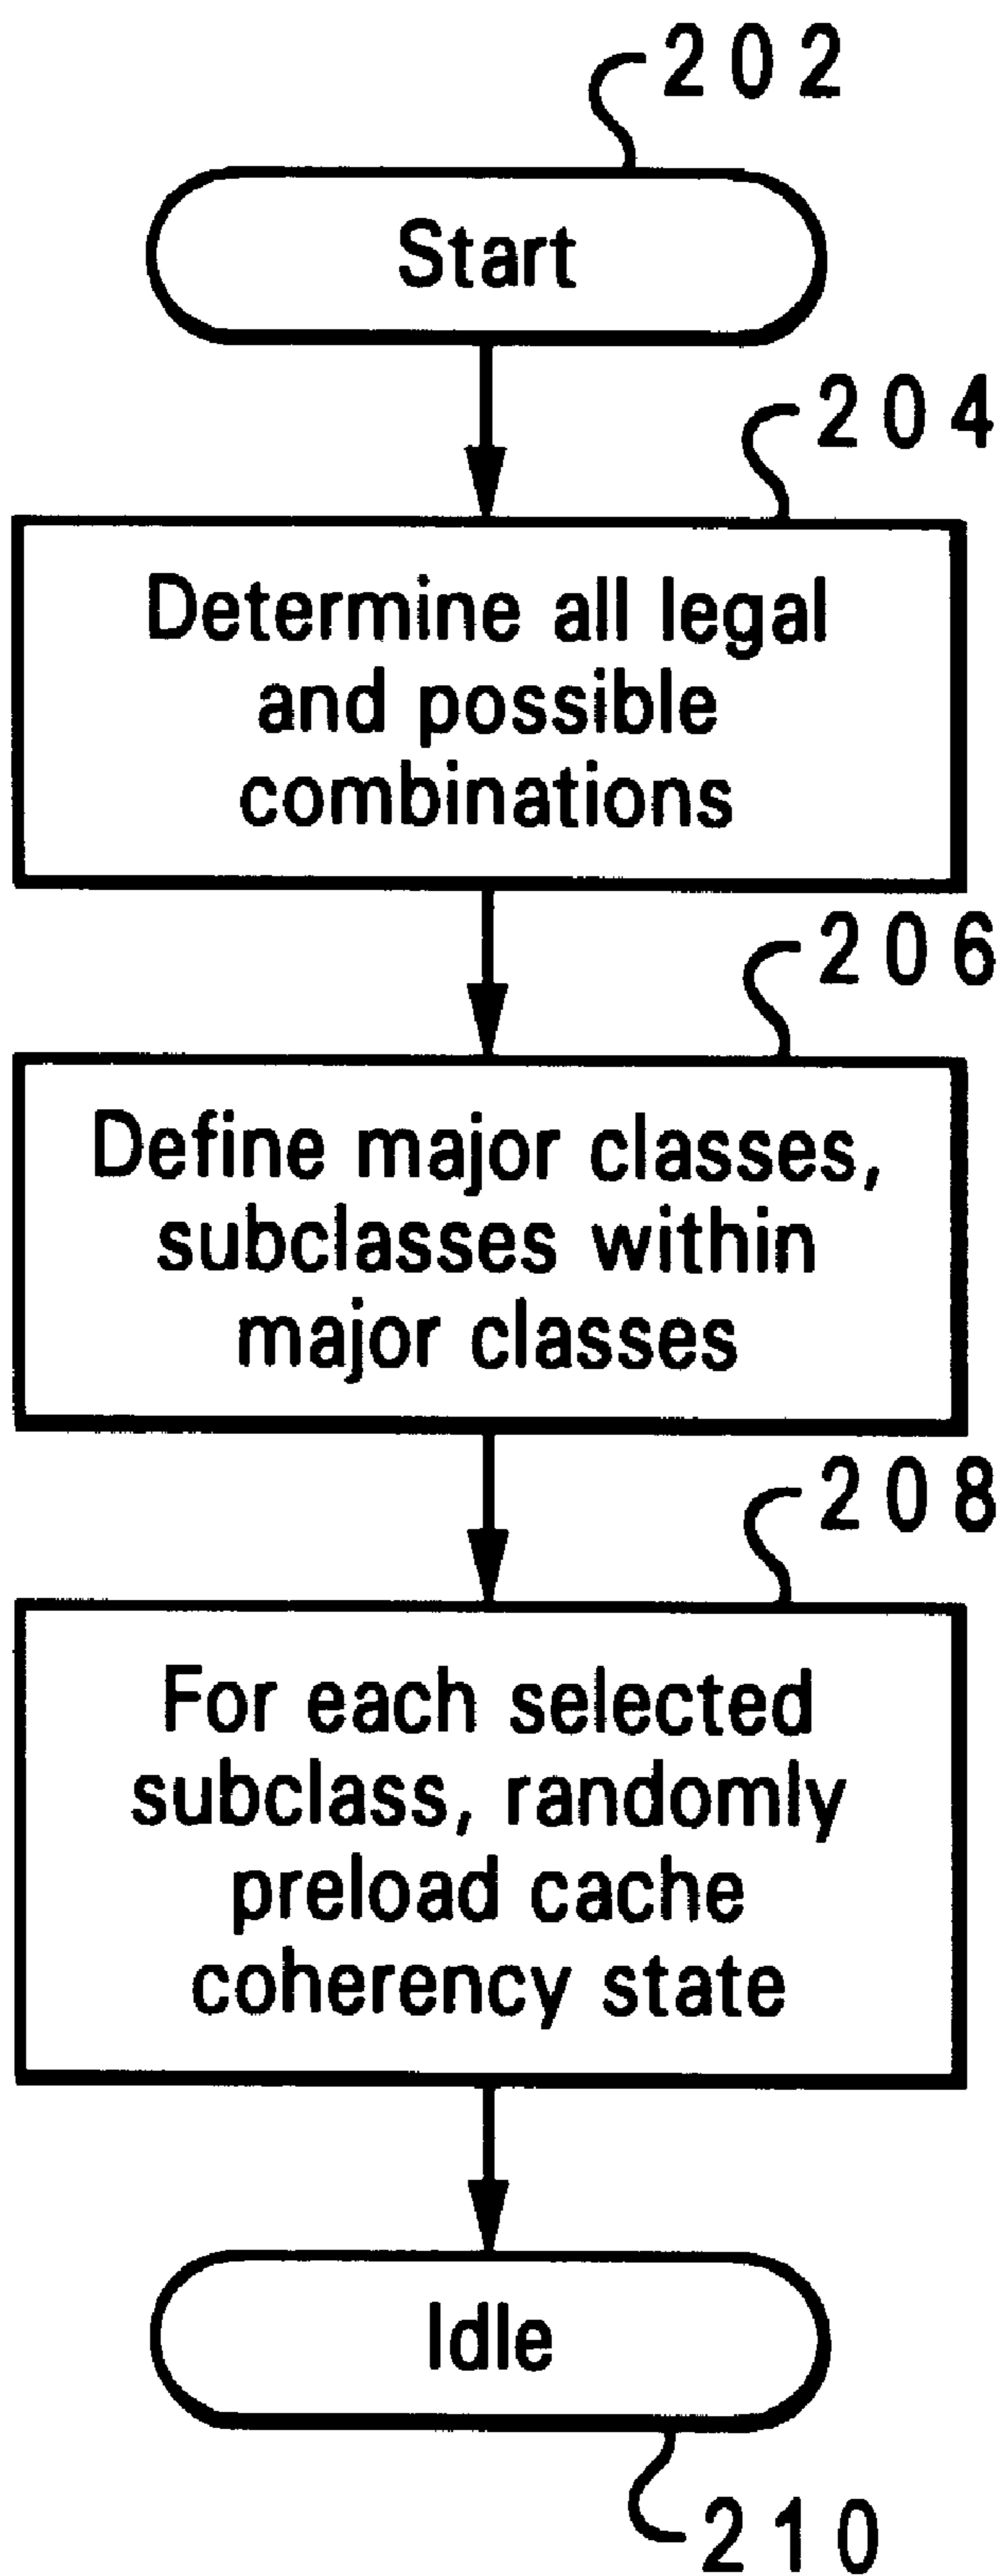 202
Start
204
Determine all legal
and possible
combinations
206
Define major classes,
subclasses within
major classes
208
For each selected
subclass, randomly
preload cache
coherency state
Idle
210